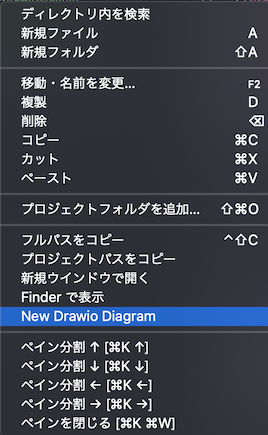 ディレクトリ内を検索
新規ファイル A
新規フォルダ ⇧A
移動・名前を変更... F2
複製 D
削除 ⌫
コピー ⌘C
カット ⌘X
ペースト ⌘V
プロジェクトフォルダを追加... ⇧⌘O
フルパスをコピー ^⇧C
プロジェクトパスをコピー
新規ウインドウで開く
Finder で表示
New Drawio Diagram
ペイン分割 ↑ [⌘K ↑]
ペイン分割 ↓ [⌘K ↓]
ペイン分割 ← [⌘K ←]
ペイン分割 → [⌘K →]
ペインを閉じる [⌘K ⌘W]